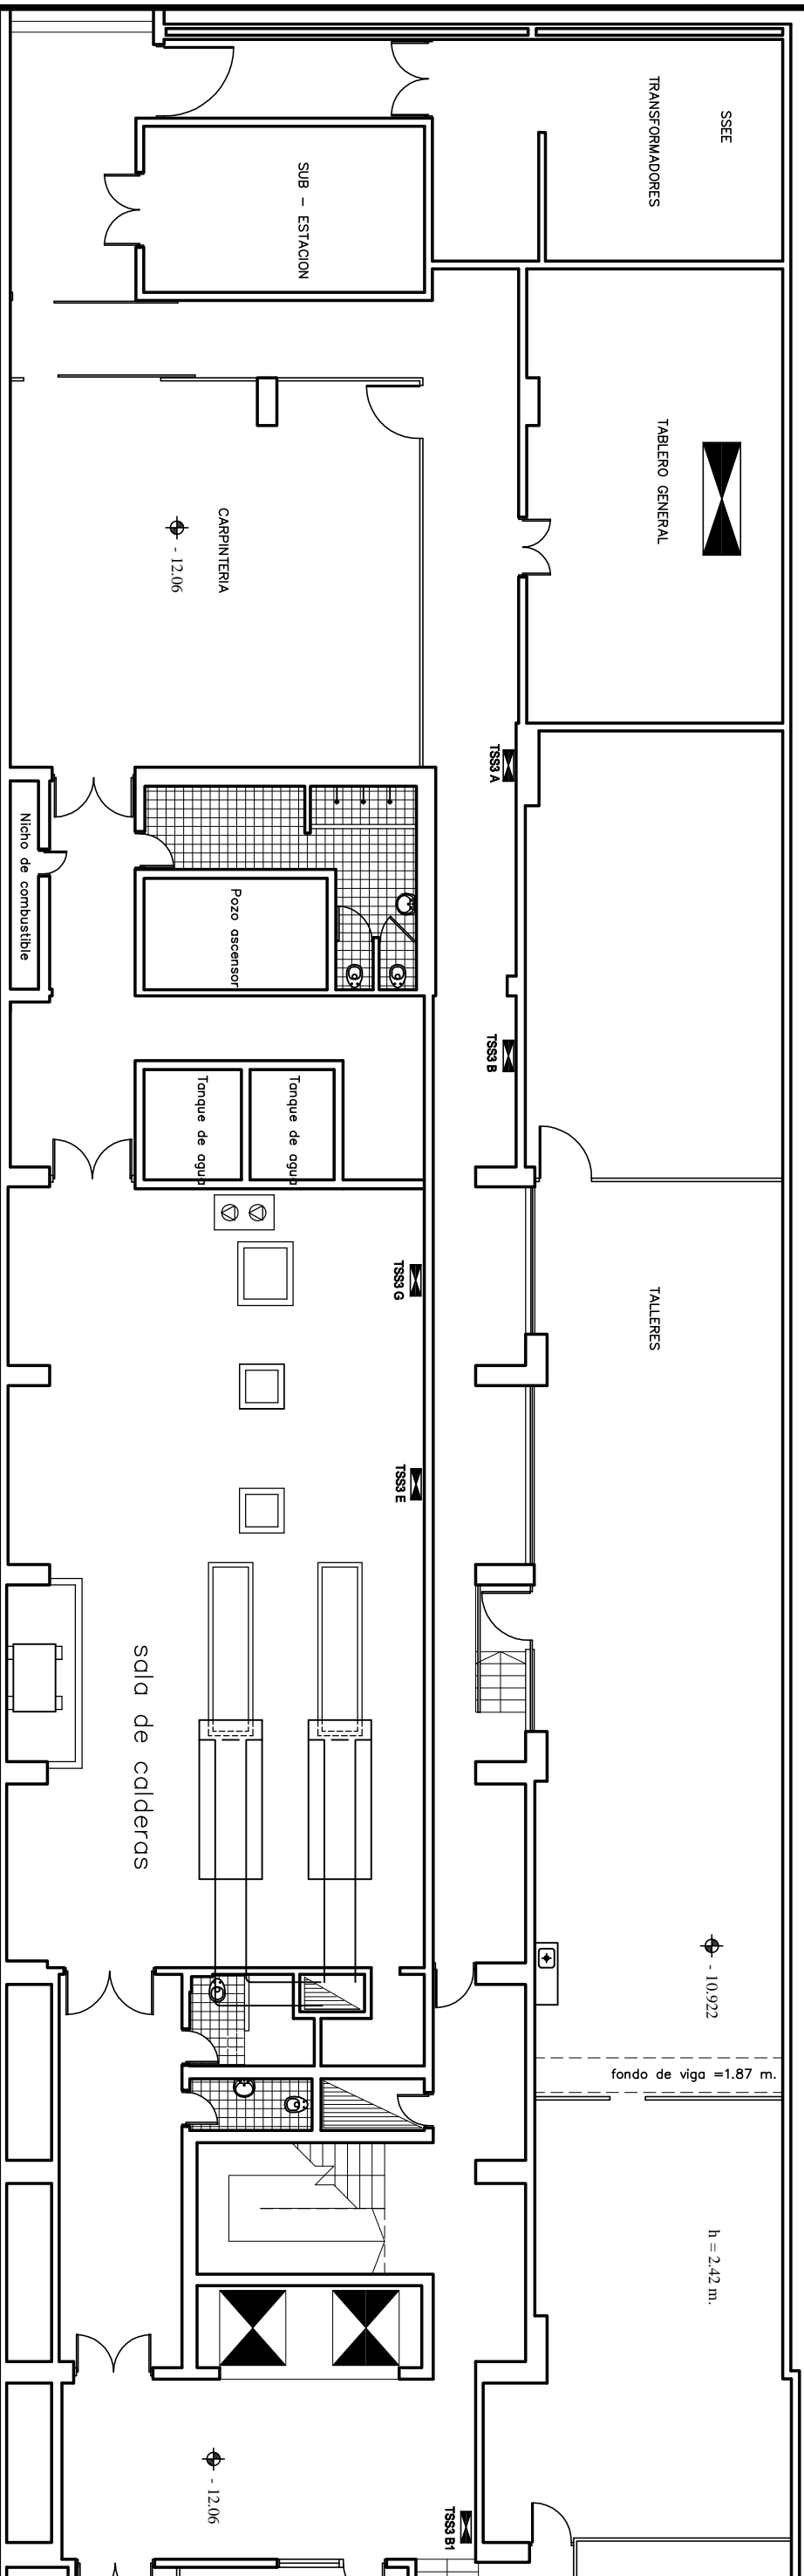 SSEE
TRANSFORMADORES
SUB - ESTACION
TABLERO GENERAL
CARPINTERIA
- 12.06
TSS3 A
Nicho de combustible
Pozo ascensor
TSS3 B
Tanque de agua
Tanque de agua
TSS3 G
TALLERES
TSS3 E
sala de calderas
- 10.922
fondo de viga =1.87 m.
h = 2.42 m.
- 12.06
TSS3 B1